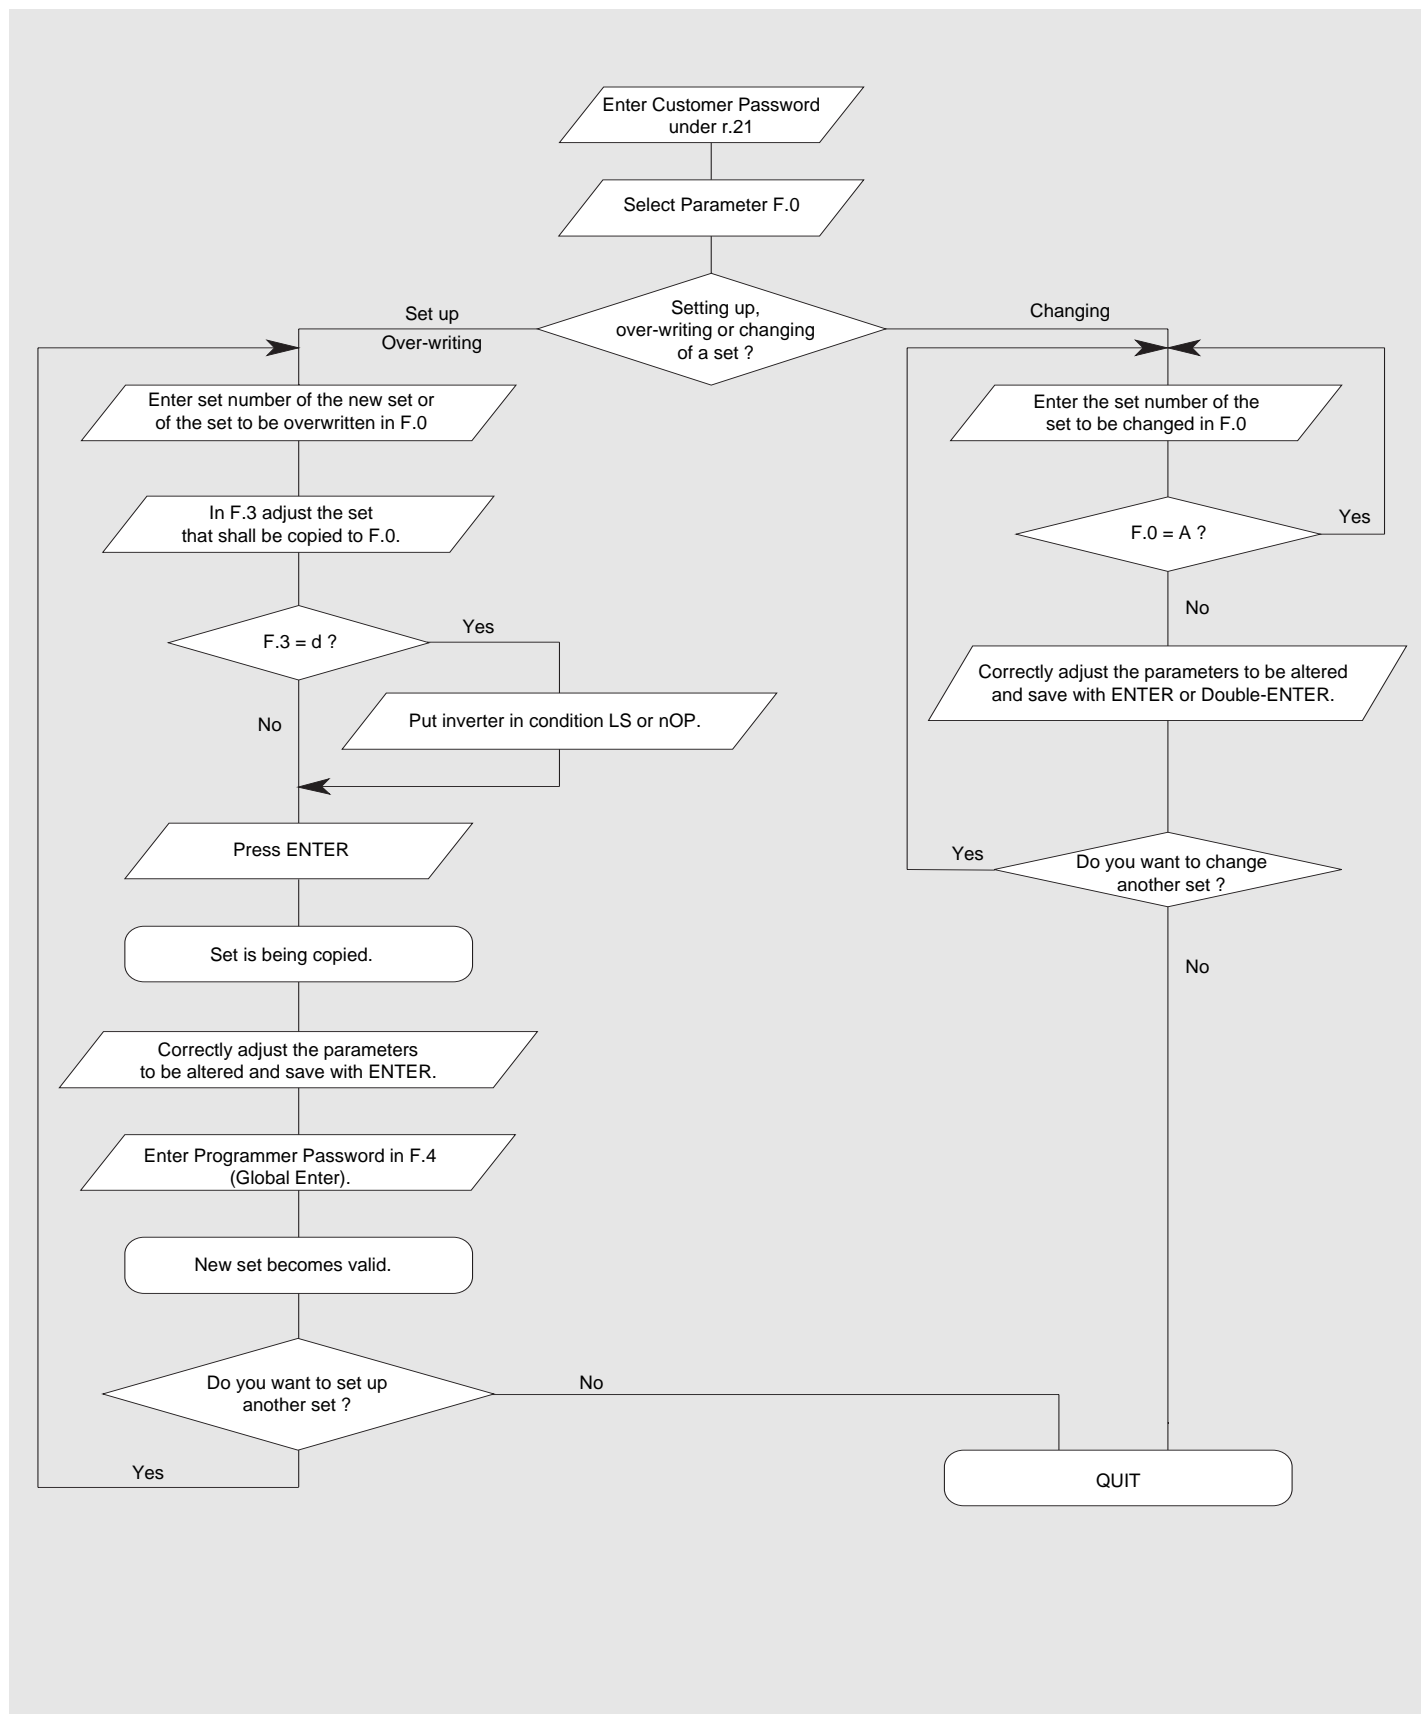 Enter Customer Password
under r.21
Select Parameter F.0
Setting up,
over-writing or changing
of a set ?
Set up
Over-writing
Changing
Enter set number of the new set or
of the set to be overwritten in F.0
In F.3 adjust the set
that shall be copied to F.0.
F.3 = d ?
Yes
No
Put inverter in condition LS or nOP.
Press ENTER
Set is being copied.
Correctly adjust the parameters
to be altered and save with ENTER.
Enter Programmer Password in F.4
(Global Enter).
New set becomes valid.
Do you want to set up
another set ?
No
Yes
Enter the set number of the
set to be changed in F.0
F.0 = A ?
Yes
No
Correctly adjust the parameters to be altered
and save with ENTER or Double-ENTER.
Yes
Do you want to change
another set ?
No
QUIT